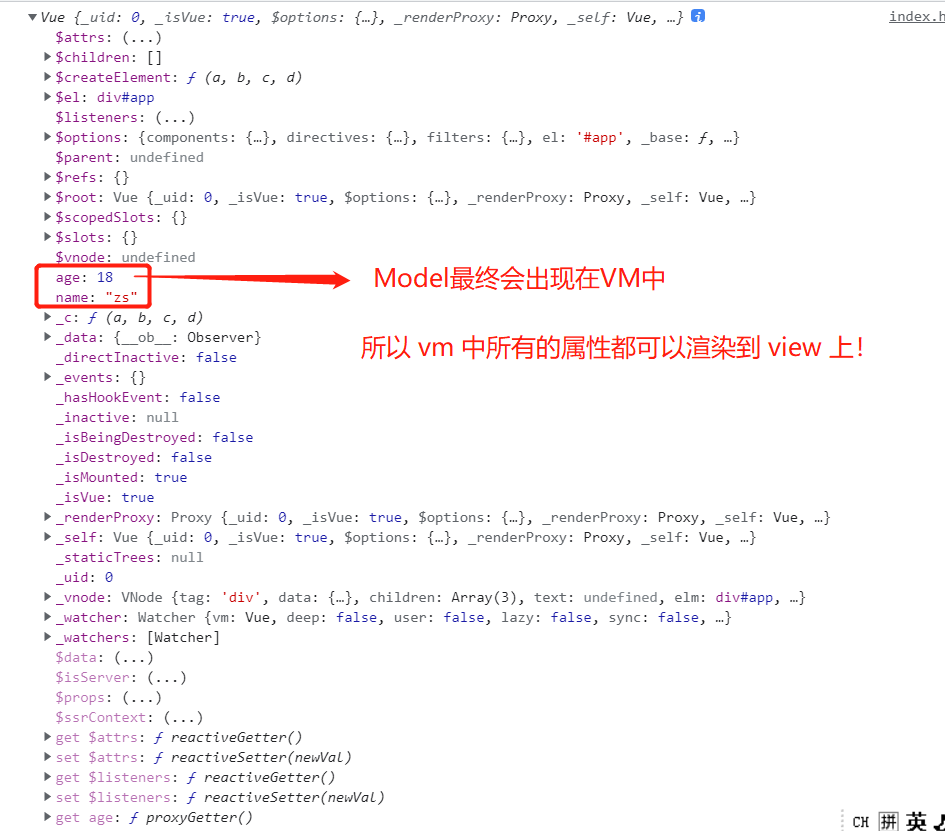 Vue {_uid: 0, _isVue: true, $options: {…}, _renderProxy: Proxy, _self: Vue, …} i index.h
$attrs: (...)
$children: []
$createElement: ƒ (a, b, c, d)
$el: div#app
$listeners: (...)
$options: {components: {…}, directives: {…}, filters: {…}, el: '#app', _base: ƒ, …}
$parent: undefined
$refs: {}
$root: Vue {_uid: 0, _isVue: true, $options: {…}, _renderProxy: Proxy, _self: Vue, …}
$scopedSlots: {}
$slots: {}
$vnode: undefined
age: 18
Model最终会出现在VM中
name: "zs"
_c: ƒ (a, b, c, d)
_data: {__ob__: Observer}
所以 vm 中所有的属性都可以渲染到 view 上!
_directInactive: false
_events: {}
_hasHookEvent: false
_inactive: null
_isBeingDestroyed: false
_isDestroyed: false
_isMounted: true
_isVue: true
_renderProxy: Proxy {_uid: 0, _isVue: true, $options: {…}, _renderProxy: Proxy, _self: Vue, …}
_self: Vue {_uid: 0, _isVue: true, $options: {…}, _renderProxy: Proxy, _self: Vue, …}
_staticTrees: null
_uid: 0
_vnode: VNode {tag: 'div', data: {…}, children: Array(3), text: undefined, elm: div#app, …}
_watcher: Watcher {vm: Vue, deep: false, user: false, lazy: false, sync: false, …}
_watchers: [Watcher]
$data: (...)
$isServer: (...)
$props: (...)
$ssrContext: (...)
get $attrs: ƒ reactiveGetter()
set $attrs: ƒ reactiveSetter(newVal)
get $listeners: ƒ reactiveGetter()
set $listeners: ƒ reactiveSetter(newVal)
get age: ƒ proxyGetter()
CH 拼 英